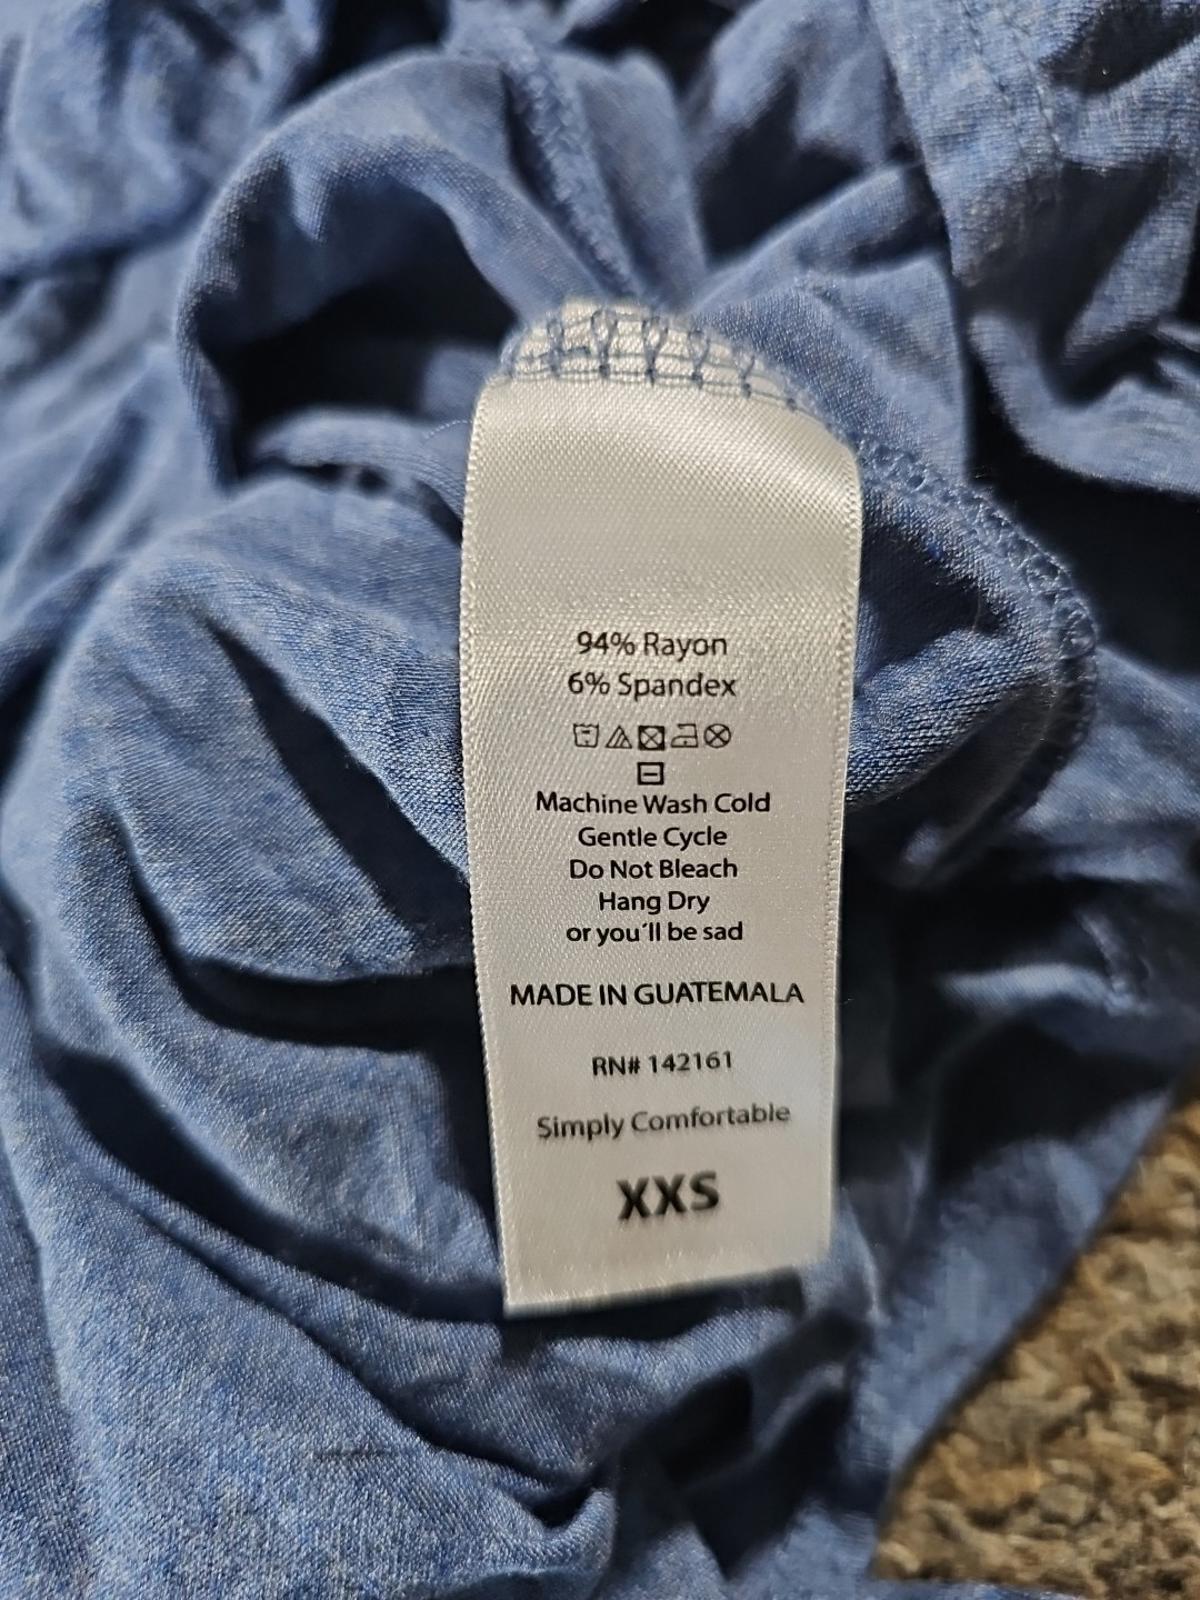 94% Rayon
6% Spandex
Machine Wash Cold
Gentle Cycle
Do Not Bleach
Hang Dry
or you´ll be sad
MADE IN GUATEMALA
RN# 142161
Simply Comfortable
XXS